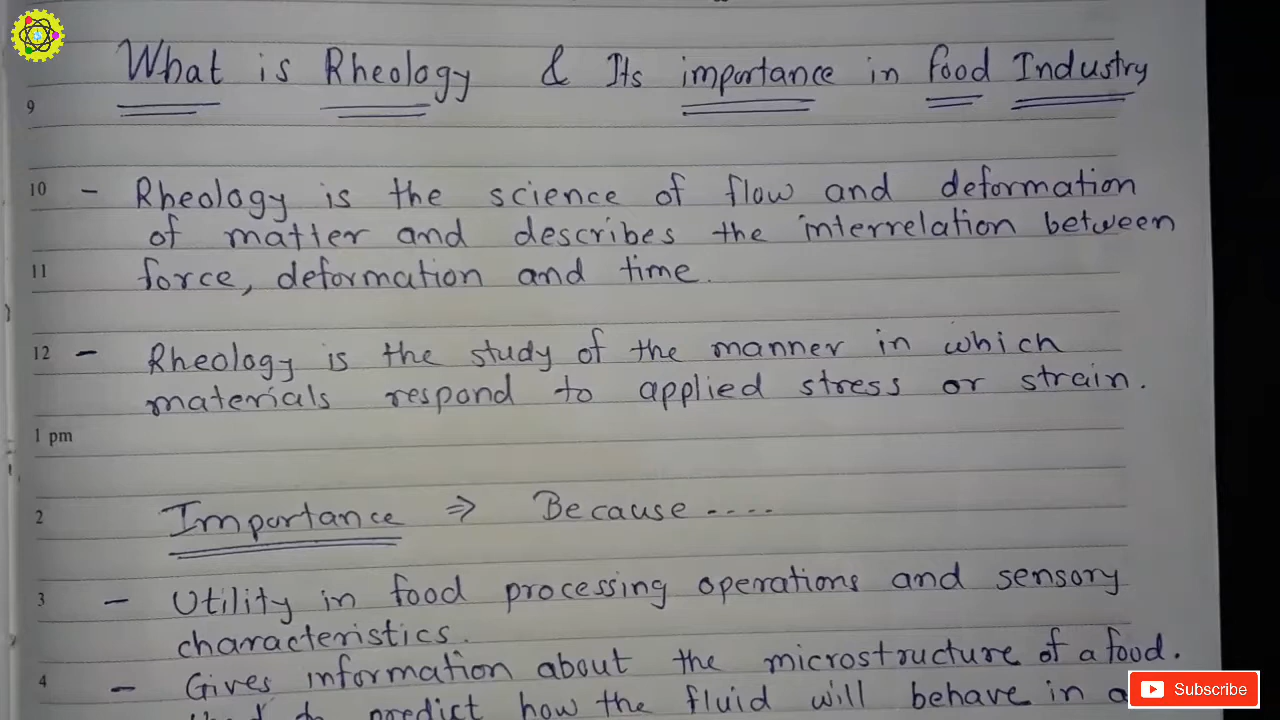 What is Rheology & Its importance in food Industry
9
10 - Rheology is the science of flow and deformation
of matter and describes the interrelation between
11 force, deformation and time.
12 - Rheology is the study of the manner in which
materials respond to applied stress or strain.
1 pm
2 Importance ⇒ Because ....
3 - Utility in food processing operations and sensory
characteristics.
4 - Gives information about the microstructure of a food.
predict how the fluid will behave in a
Subscribe